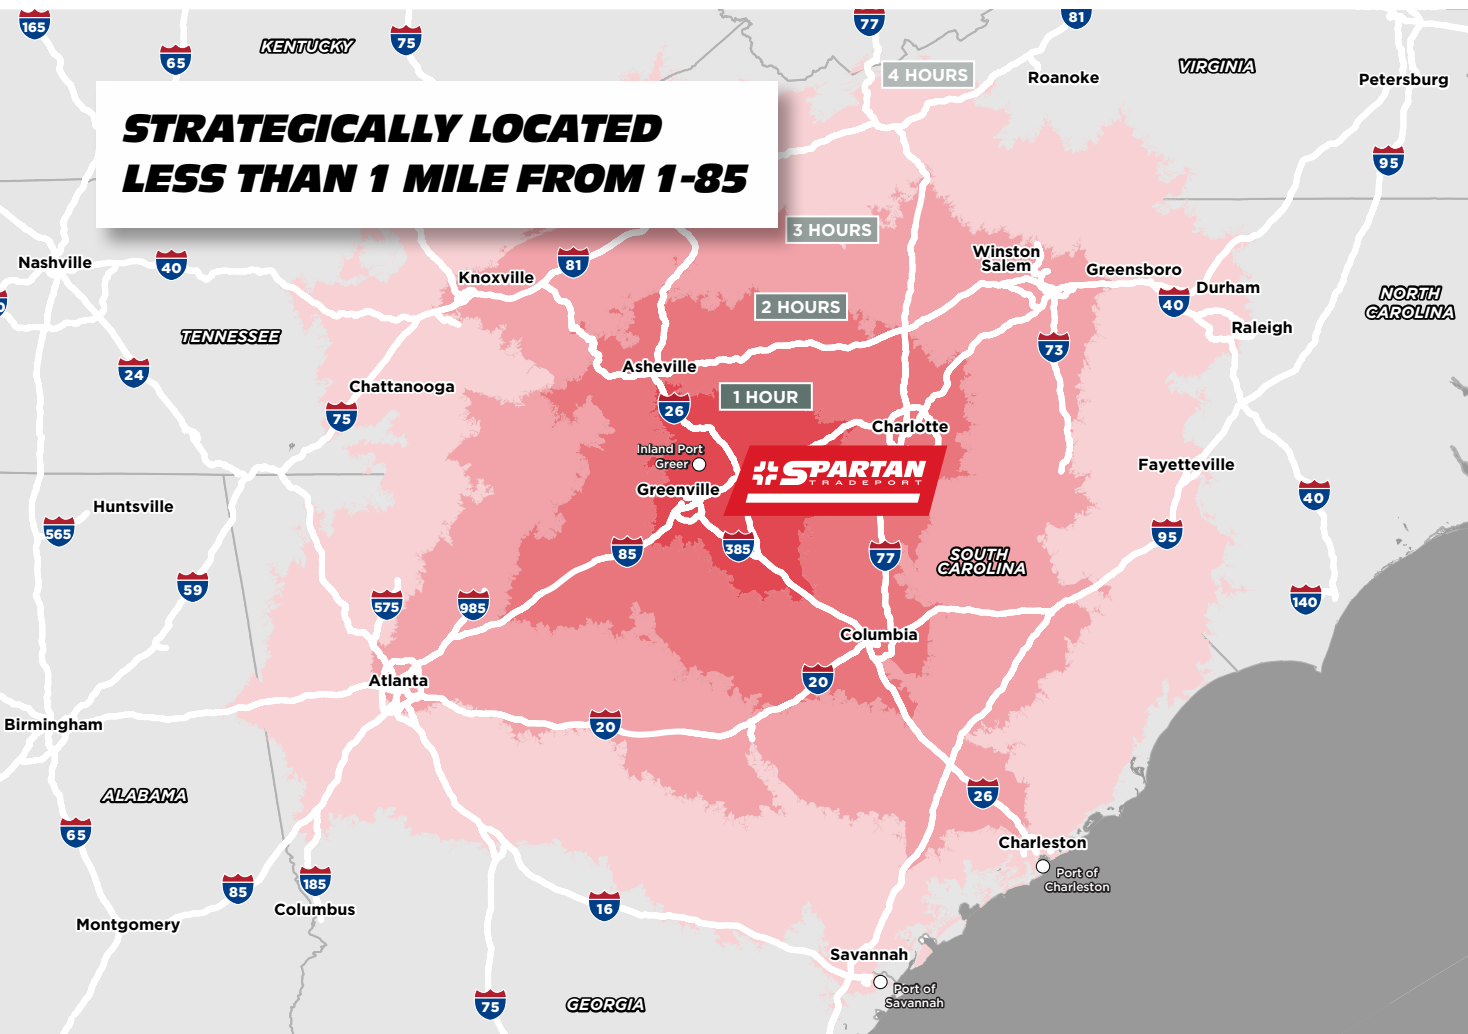 165
65
KENTUCKY
75
77
81
4 HOURS
Roanoke
VIRGINIA
Petersburg
95
STRATEGICALLY LOCATED
LESS THAN 1 MILE FROM 1-85
3 HOURS
Nashville
40
Knoxville
81
Winston
Salem
Greensboro
40
Durham
NORTH
CAROLINA
2 HOURS
Raleigh
TENNESSEE
24
73
Asheville
Chattanooga
75
26
1 HOUR
Charlotte
Inland Port
Greer
SPARTAN
TRADEPORT
Fayetteville
Greenville
40
Huntsville
565
85
385
77
SOUTH
CAROLINA
95
59
575
985
140
Columbia
Atlanta
20
Birmingham
20
ALABAMA
26
65
Charleston
Port of
Charleston
85
185
Columbus
16
Montgomery
Savannah
Port of
Savannah
GEORGIA
75